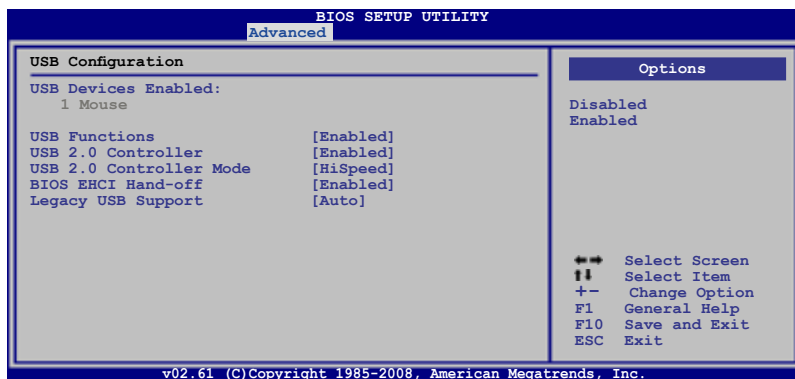 BIOS SETUP UTILITY
Advanced
USB Configuration
USB Devices Enabled:
1 Mouse
USB Functions [Enabled]
USB 2.0 Controller [Enabled]
USB 2.0 Controller Mode [HiSpeed]
BIOS EHCI Hand-off [Enabled]
Legacy USB Support [Auto]
Options
Disabled
Enabled
←→ Select Screen
↑↓ Select Item
+- Change Option
F1 General Help
F10 Save and Exit
ESC Exit
v02.61 (C)Copyright 1985-2008, American Megatrends, Inc.